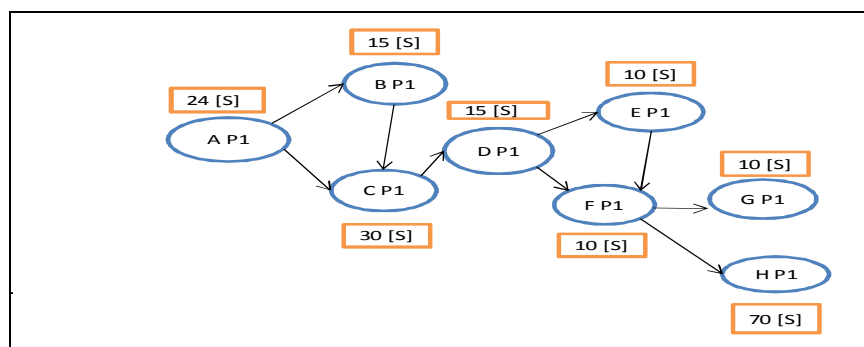 15 [S]
B P1
24 [S]
A P1
10 [S]
E P1
15 [S]
D P1
C P1
30 [S]
10 [S]
G P1
F P1
10 [S]
H P1
70 [S]